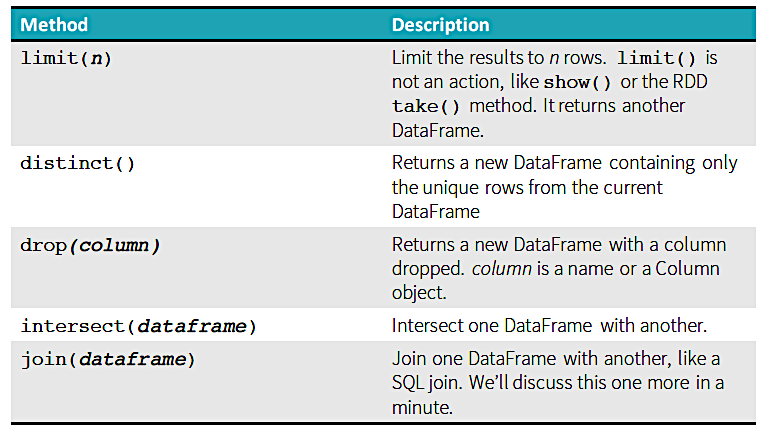 Method Description
limit(n) Limit the results to n rows. limit() is
not an action, like show() or the RDD
take() method. It returns another
DataFrame.
distinct() Returns a new DataFrame containing only
the unique rows from the current
DataFrame
drop(column) Returns a new DataFrame with a column
dropped. column is a name or a Column
object.
intersect(dataframe) Intersect one DataFrame with another.
join(dataframe) Join one DataFrame with another, like a
SQL join. We'll discuss this one more in a
minute.